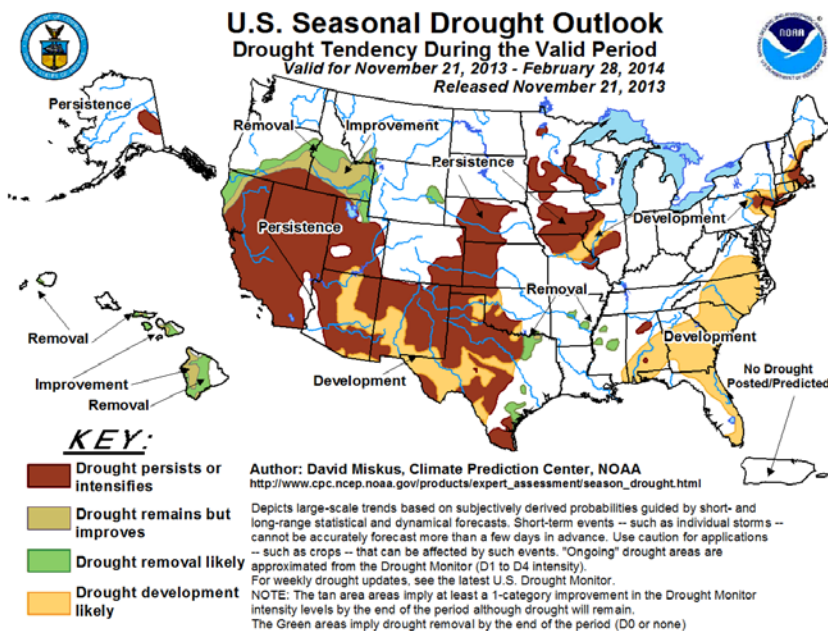 U.S. Seasonal Drought Outlook
Drought Tendency During the Valid Period
Valid for November 21, 2013 - February 28, 2014
Released November 21, 2013
NOAA
Persistence
Removal
Improvement
Persistence
Persistence
Development
Removal
Removal
Improvement
Removal
Development
Development
No Drought
Posted/Predicted
KEY:
Drought persists or
intensifies
Drought remains but
improves
Drought removal likely
Drought development
likely
Author: David Miskus, Climate Prediction Center, NOAA
http://www.cpc.ncep.noaa.gov/products/expert_assessment/season_drought.html
Depicts large-scale trends based on subjectively derived probabilities guided by short- and
long-range statistical and dynamical forecasts. Short-term events -- such as individual storms --
cannot be accurately forecast more than a few days in advance. Use caution for applications
-- such as crops -- that can be affected by such events. "Ongoing" drought areas are
approximated from the Drought Monitor (D1 to D4 intensity).
For weekly drought updates, see the latest U.S. Drought Monitor.
NOTE: The tan area areas imply at least a 1-category improvement in the Drought Monitor
intensity levels by the end of the period although drought will remain.
The Green areas imply drought removal by the end of the period (D0 or none)